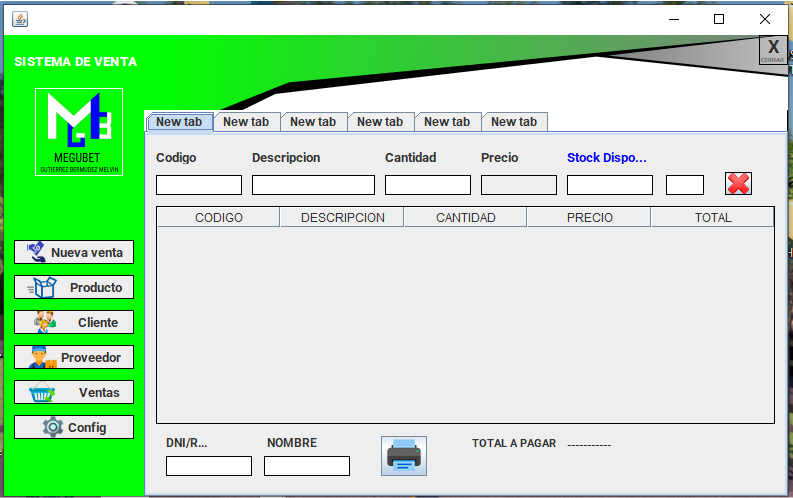 SISTEMA DE VENTA
X
CERRAR
MGB
MEGUBET
GUTIERREZ BERMUDEZ MELVIN
New tab New tab New tab New tab New tab New tab
Codigo Descripcion Cantidad Precio Stock Dispo...
CODIGO DESCRIPCION CANTIDAD PRECIO TOTAL
Nueva venta
Producto
Cliente
Proveedor
Ventas
Config
DNI/R... NOMBRE TOTAL A PAGAR -----------